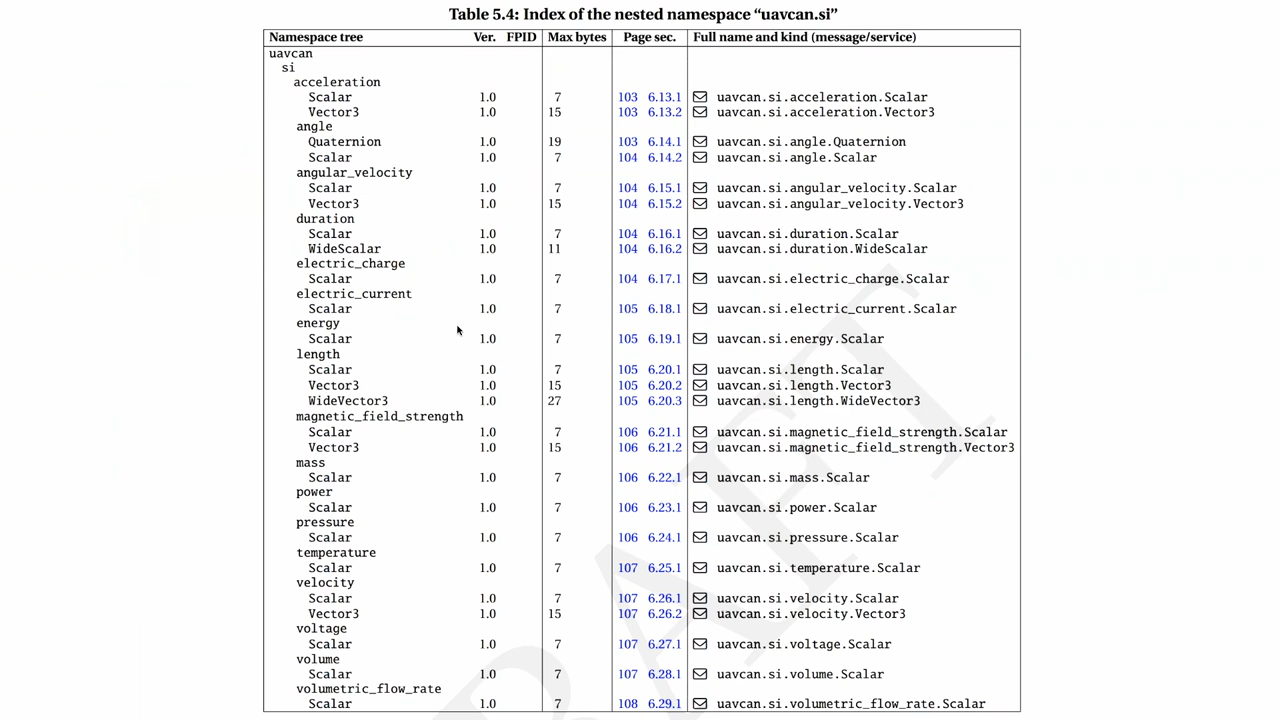 Table 5.4: Index of the nested namespace “uavcan.si”
Namespace tree Ver. FPID Max bytes Page sec. Full name and kind (message/service)
uavcan
si
acceleration
Scalar 1.0 7 103 6.13.1 uavcan.si.acceleration.Scalar
Vector3 1.0 15 103 6.13.2 uavcan.si.acceleration.Vector3
angle
Quaternion 1.0 19 103 6.14.1 uavcan.si.angle.Quaternion
Scalar 1.0 7 104 6.14.2 uavcan.si.angle.Scalar
angular_velocity
Scalar 1.0 7 104 6.15.1 uavcan.si.angular_velocity.Scalar
Vector3 1.0 15 104 6.15.2 uavcan.si.angular_velocity.Vector3
duration
Scalar 1.0 7 104 6.16.1 uavcan.si.duration.Scalar
WideScalar 1.0 11 104 6.16.2 uavcan.si.duration.WideScalar
electric_charge
Scalar 1.0 7 104 6.17.1 uavcan.si.electric_charge.Scalar
electric_current
Scalar 1.0 7 105 6.18.1 uavcan.si.electric_current.Scalar
energy
Scalar 1.0 7 105 6.19.1 uavcan.si.energy.Scalar
length
Scalar 1.0 7 105 6.20.1 uavcan.si.length.Scalar
Vector3 1.0 15 105 6.20.2 uavcan.si.length.Vector3
WideVector3 1.0 27 105 6.20.3 uavcan.si.length.WideVector3
magnetic_field_strength
Scalar 1.0 7 106 6.21.1 uavcan.si.magnetic_field_strength.Scalar
Vector3 1.0 15 106 6.21.2 uavcan.si.magnetic_field_strength.Vector3
mass
Scalar 1.0 7 106 6.22.1 uavcan.si.mass.Scalar
power
Scalar 1.0 7 106 6.23.1 uavcan.si.power.Scalar
pressure
Scalar 1.0 7 106 6.24.1 uavcan.si.pressure.Scalar
temperature
Scalar 1.0 7 107 6.25.1 uavcan.si.temperature.Scalar
velocity
Scalar 1.0 7 107 6.26.1 uavcan.si.velocity.Scalar
Vector3 1.0 15 107 6.26.2 uavcan.si.velocity.Vector3
voltage
Scalar 1.0 7 107 6.27.1 uavcan.si.voltage.Scalar
volume
Scalar 1.0 7 107 6.28.1 uavcan.si.volume.Scalar
volumetric_flow_rate
Scalar 1.0 7 108 6.29.1 uavcan.si.volumetric_flow_rate.Scalar